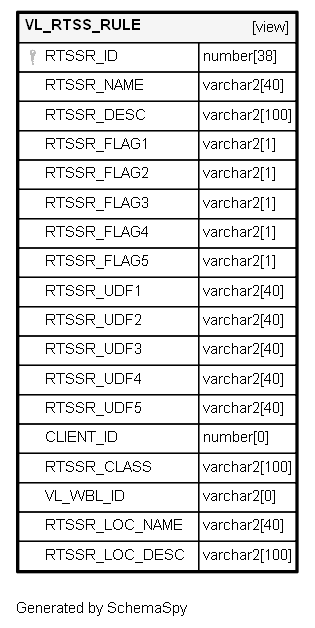 VL_RTSS_RULE [view]
RTSSR_ID number[38]
RTSSR_NAME varchar2[40]
RTSSR_DESC varchar2[100]
RTSSR_FLAG1 varchar2[1]
RTSSR_FLAG2 varchar2[1]
RTSSR_FLAG3 varchar2[1]
RTSSR_FLAG4 varchar2[1]
RTSSR_FLAG5 varchar2[1]
RTSSR_UDF1 varchar2[40]
RTSSR_UDF2 varchar2[40]
RTSSR_UDF3 varchar2[40]
RTSSR_UDF4 varchar2[40]
RTSSR_UDF5 varchar2[40]
CLIENT_ID number[0]
RTSSR_CLASS varchar2[100]
VL_WBL_ID varchar2[0]
RTSSR_LOC_NAME varchar2[40]
RTSSR_LOC_DESC varchar2[100]
Generated by SchemaSpy